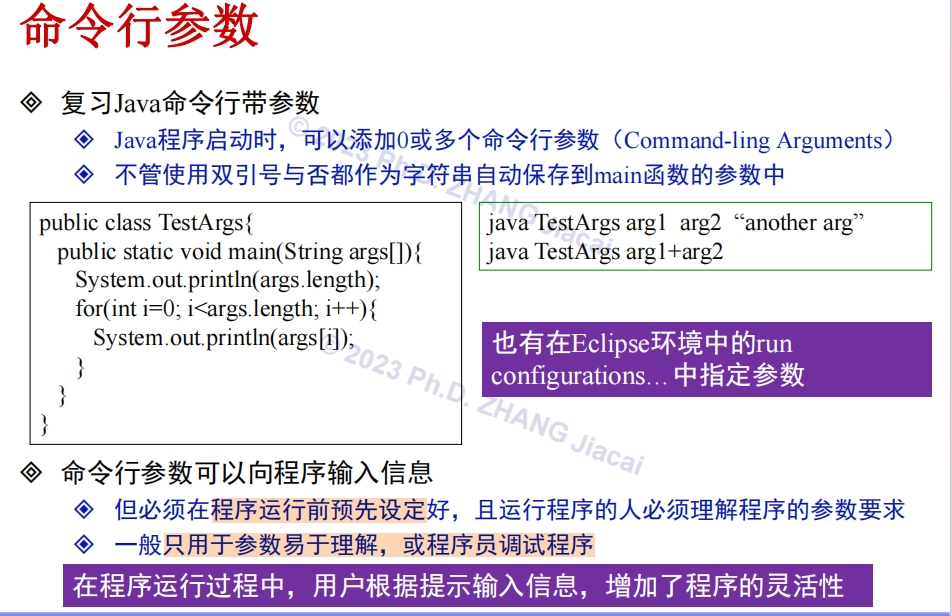 命令行参数
复习Java命令行带参数
Java程序启动时，可以添加0或多个命令行参数（Command-ling Arguments）
不管使用双引号与否都作为字符串自动保存到main函数的参数中
public class TestArgs{
public static void main(String args[]){
System.out.println(args.length);
for(int i=0; i<args.length; i++){
System.out.println(args[i]);
}
}
}
java TestArgs arg1 arg2 “another arg”
java TestArgs arg1+arg2
也有在Eclipse环境中的run
configurations… 中指定参数
命令行参数可以向程序输入信息
但必须在程序运行前预先设定好，且运行程序的人必须理解程序的参数要求
一般只用于参数易于理解，或程序员调试程序
在程序运行过程中，用户根据提示输入信息，增加了程序的灵活性
© 2023 Ph.D. ZHANG Jiacai
© 2023 Ph.D. ZHANG Jiacai